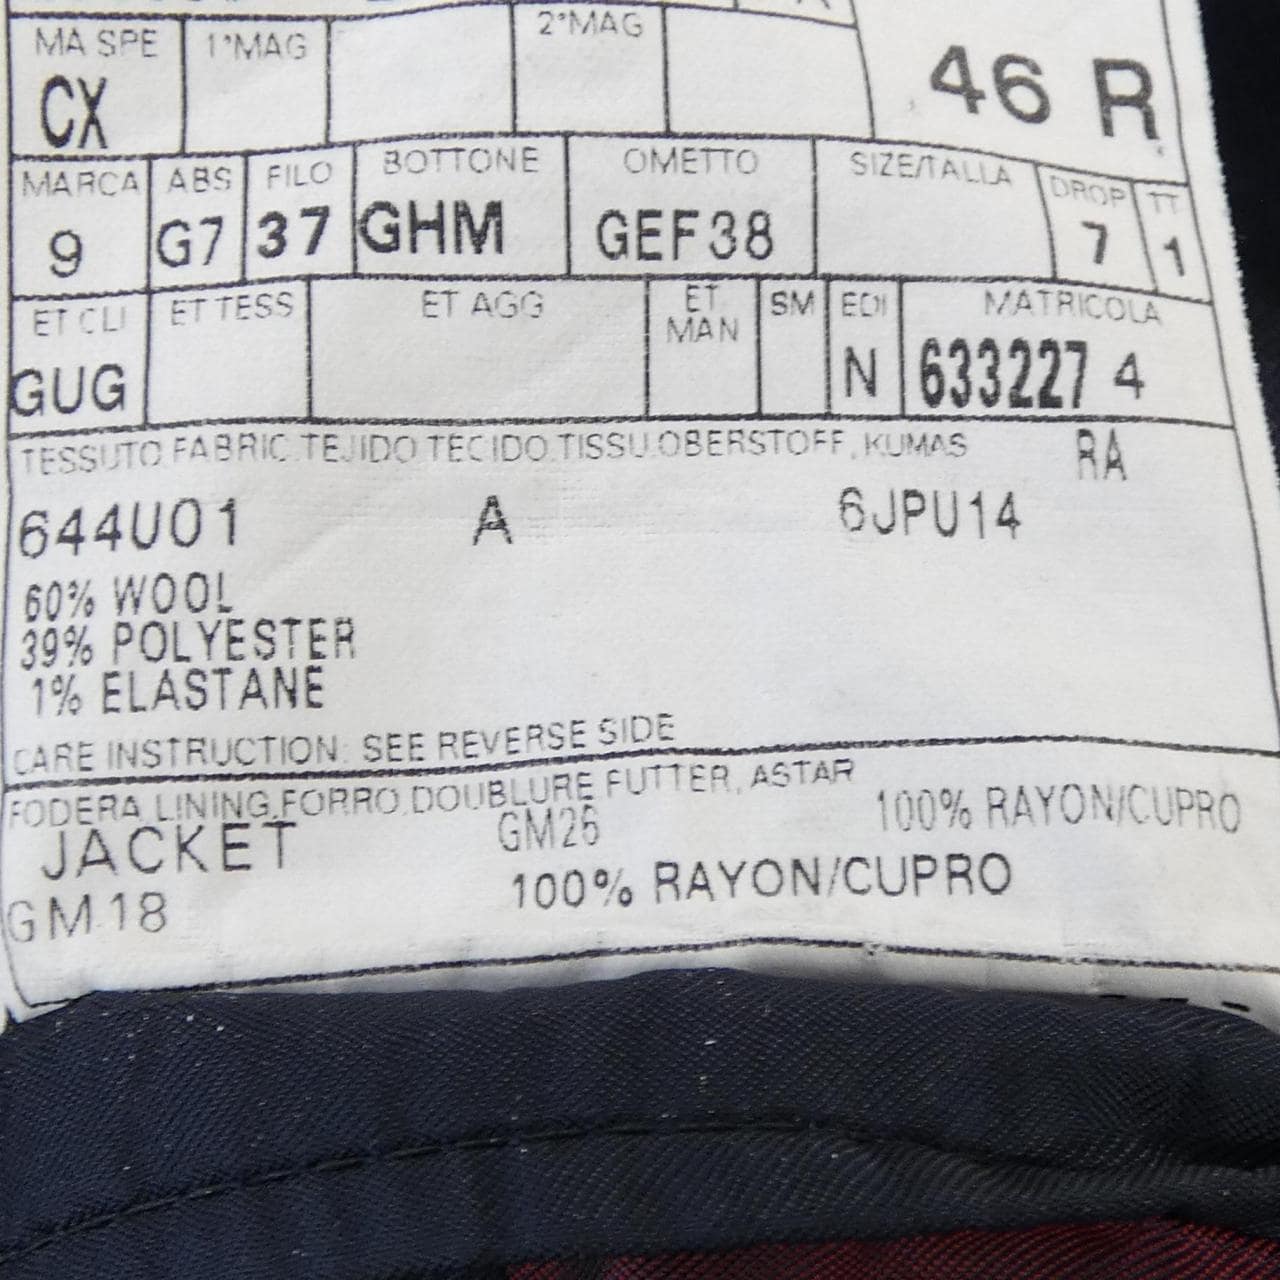 MA SPE 1°MAG 2°MAG
CX 46 R
MARCA ABS FILO BOTTONE OMETTO SIZE/TALLA DROP TT
9 G7 37 GHM GEF38 7 1
ET CLI ET TESS ET AGG ET MAN SM EDI MATRICOLA
GUG N 633227 4
TESSUTO FABRIC.TEJIDO.TECIDO.TISSU.OBERSTOFF, KUMAS RA
644U01 A 6JPU14
60% WOOL
39% POLYESTER
1% ELASTANE
CARE INSTRUCTION: SEE REVERSE SIDE
FODERA,LINING,FORRO,DOUBLURE FUTTER, ASTAR
JACKET GM26 100% RAYON/CUPRO
GM18 100% RAYON/CUPRO